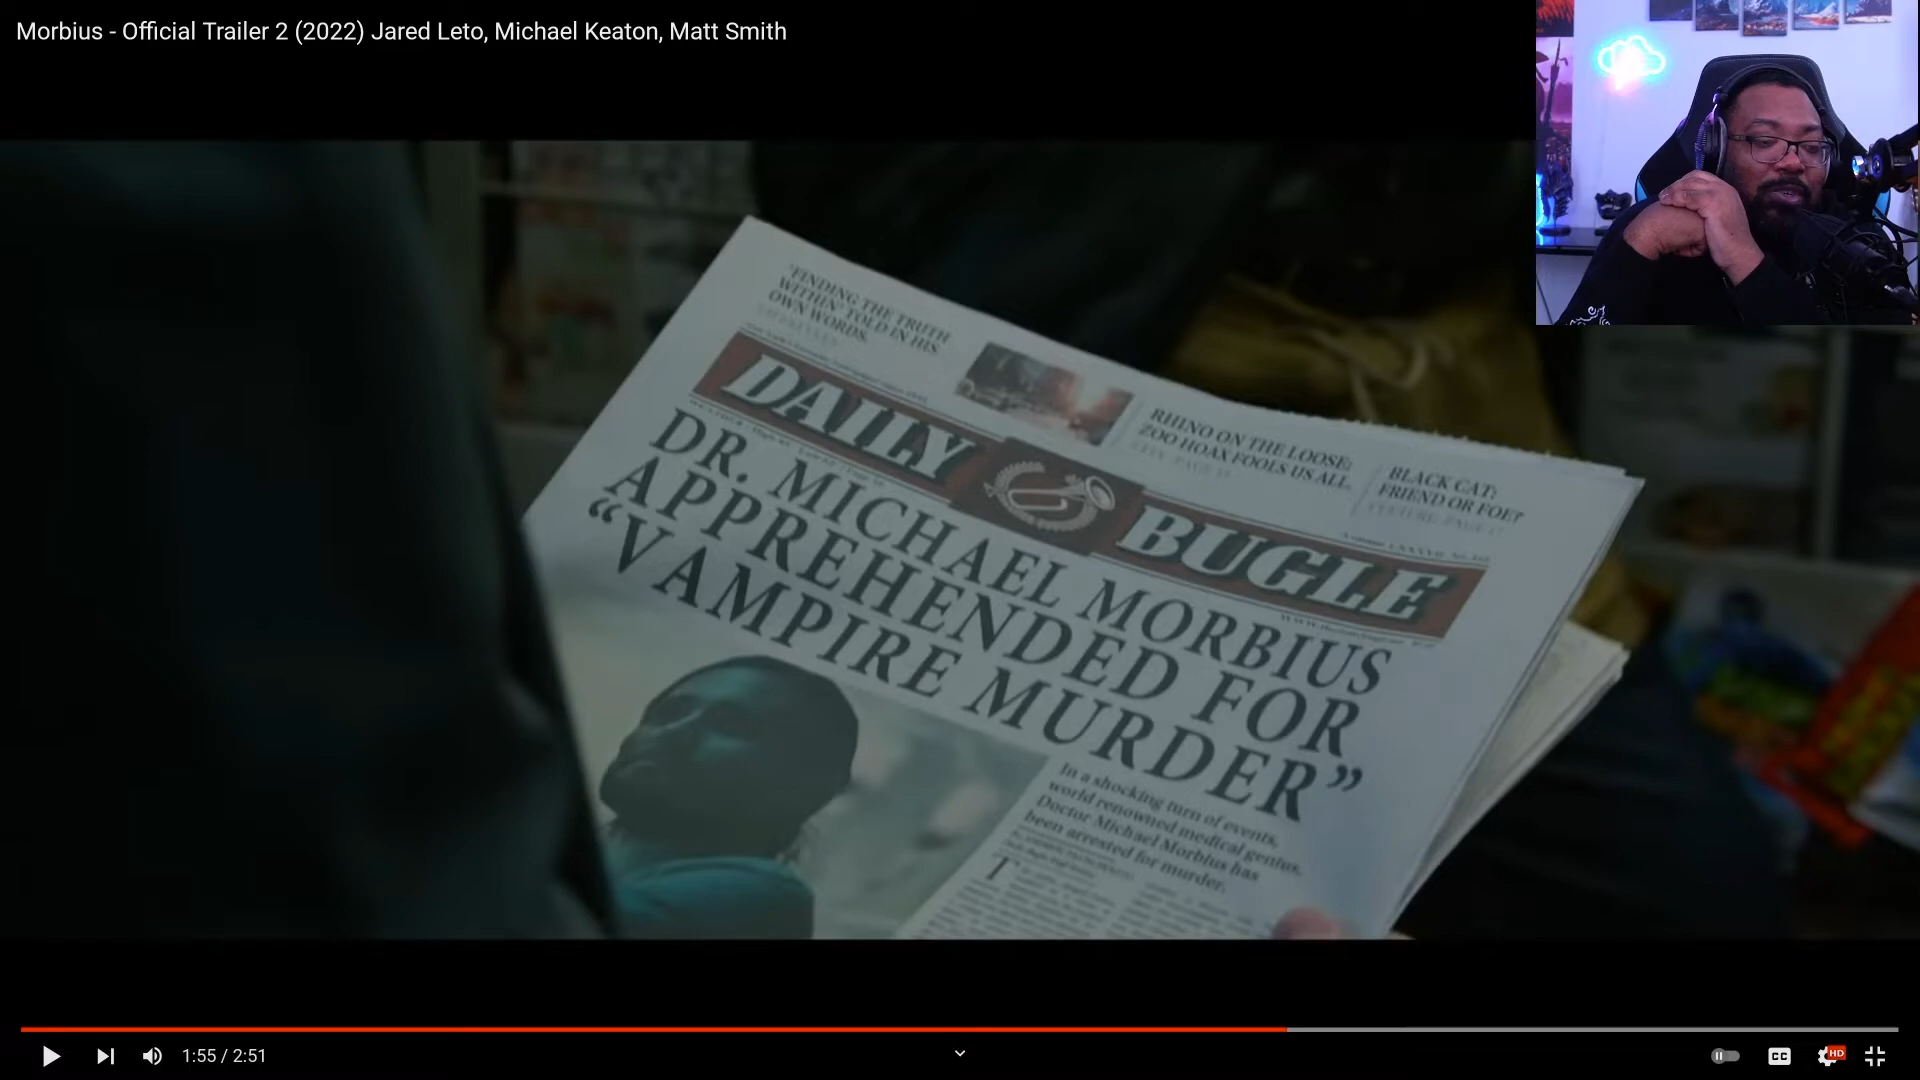 Morbius - Official Trailer 2 (2022) Jared Leto, Michael Keaton, Matt Smith
"FINDING THE TRUTH
WITHIN" TOLD IN HIS
OWN WORDS.
RHINO ON THE LOOSE:
ZOO HOAX FOOLS US ALL.
BLACK CAT:
FRIEND OR FOE?
DAILY BUGLE
DR. MICHAEL MORBIUS
APPREHENDED FOR
"VAMPIRE MURDER"
In a shocking turn of events,
world renowned medical genius,
Doctor Michael Morbius has
been arrested for murder.
T
1:55 / 2:51
CC
HD